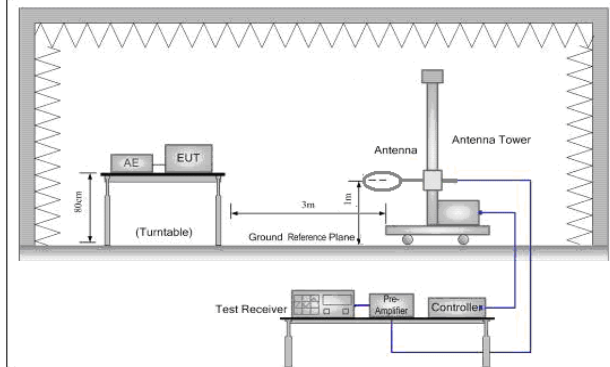 Antenna
Antenna Tower
AE
EUT
80cm
(Turntable)
3m
1m
Ground Reference Plane
Test Receiver
Pre-
Amplifier
Controller